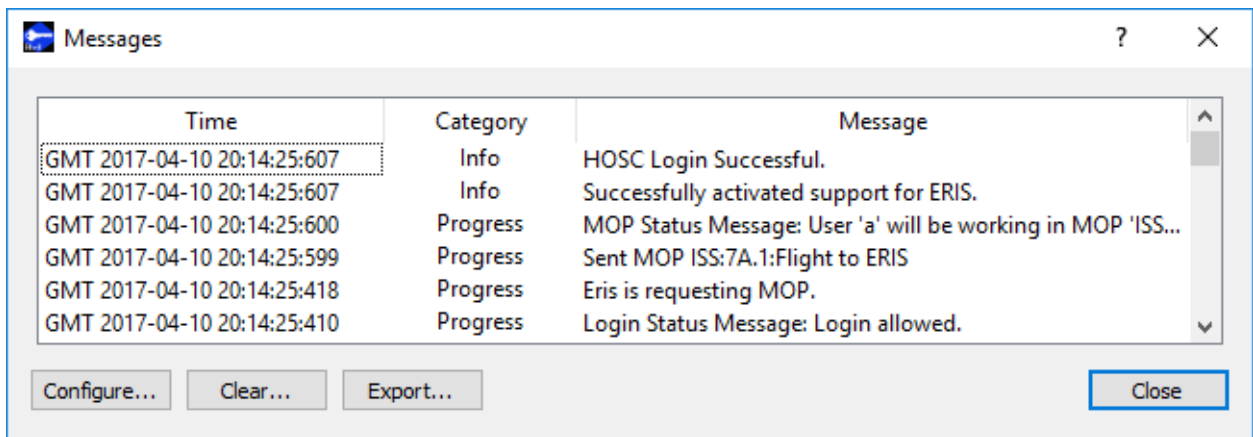 Messages
?
Time Category Message
GMT 2017-04-10 20:14:25:607 Info HOSC Login Successful.
GMT 2017-04-10 20:14:25:607 Info Successfully activated support for ERIS.
GMT 2017-04-10 20:14:25:600 Progress MOP Status Message: User 'a' will be working in MOP 'ISS...
GMT 2017-04-10 20:14:25:599 Progress Sent MOP ISS:7A.1:Flight to ERIS
GMT 2017-04-10 20:14:25:418 Progress Eris is requesting MOP.
GMT 2017-04-10 20:14:25:410 Progress Login Status Message: Login allowed.
Configure... Clear... Export... Close